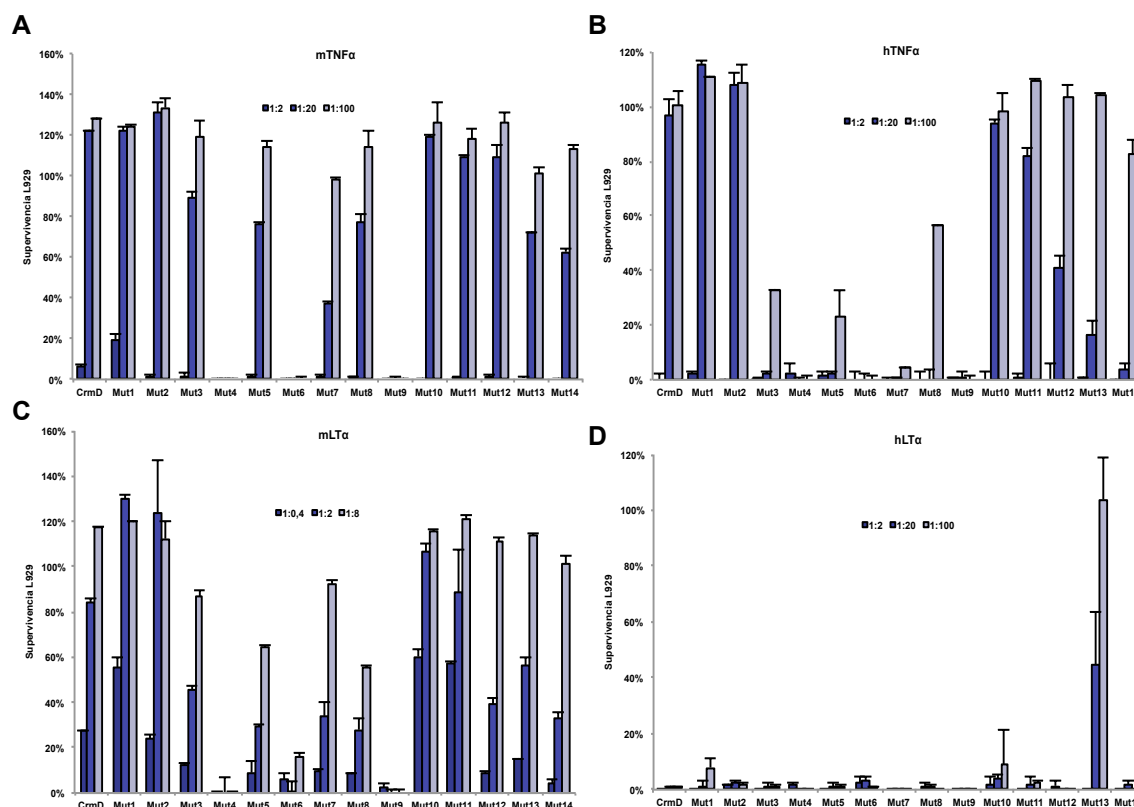 A
mTNFα
160%
140%
120%
100%
80%
60%
40%
20%
0%
Supervivencia L929
1:2 1:20 1:100
CrmD Mut1 Mut2 Mut3 Mut4 Mut5 Mut6 Mut7 Mut8 Mut9 Mut10 Mut11 Mut12 Mut13 Mut14
B
hTNFα
120%
100%
80%
60%
40%
20%
0%
Supervivencia L929
1:2 1:20 1:100
CrmD Mut1 Mut2 Mut3 Mut4 Mut5 Mut6 Mut7 Mut8 Mut9 Mut10 Mut11 Mut12 Mut13 Mut1
C
mLTα
160%
140%
120%
100%
80%
60%
40%
20%
0%
Supervivencia L929
1:0,4 1:2 1:8
CrmD Mut1 Mut2 Mut3 Mut4 Mut5 Mut6 Mut7 Mut8 Mut9 Mut10 Mut11 Mut12 Mut13 Mut14
D
hLTα
120%
100%
80%
60%
40%
20%
0%
Supervivencia L929
1:2 1:20 1:100
CrmD Mut1 Mut2 Mut3 Mut4 Mut5 Mut6 Mut7 Mut8 Mut9 Mut10 Mut11 Mut12 Mut13